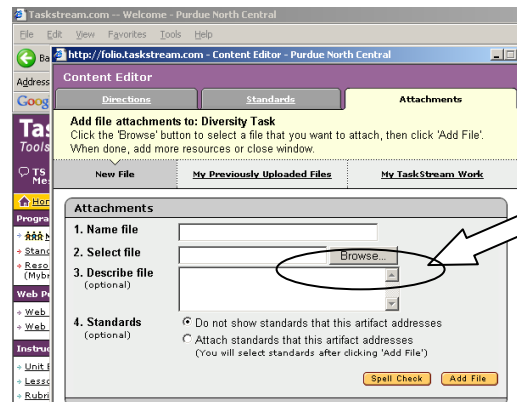 Taskstream.com -- Welcome - Purdue North Central
File Edit View Favorites Tools Help
http://folio.taskstream.com - Content Editor - Purdue North Central
Address
Content Editor
Directions Standards Attachments
Add file attachments to: Diversity Task
Click the 'Browse' button to select a file that you want to attach, then click 'Add File'.
When done, add more resources or close window.
Tools
TS
New File My Previously Uploaded Files My TaskStream Work
Attachments
1. Name file
2. Select file Browse...
3. Describe file
(optional)
4. Standards
(optional)
Do not show standards that this artifact addresses
Attach standards that this artifact addresses
(You will select standards after clicking 'Add File')
Spell Check Add File
Web
Web
Unit